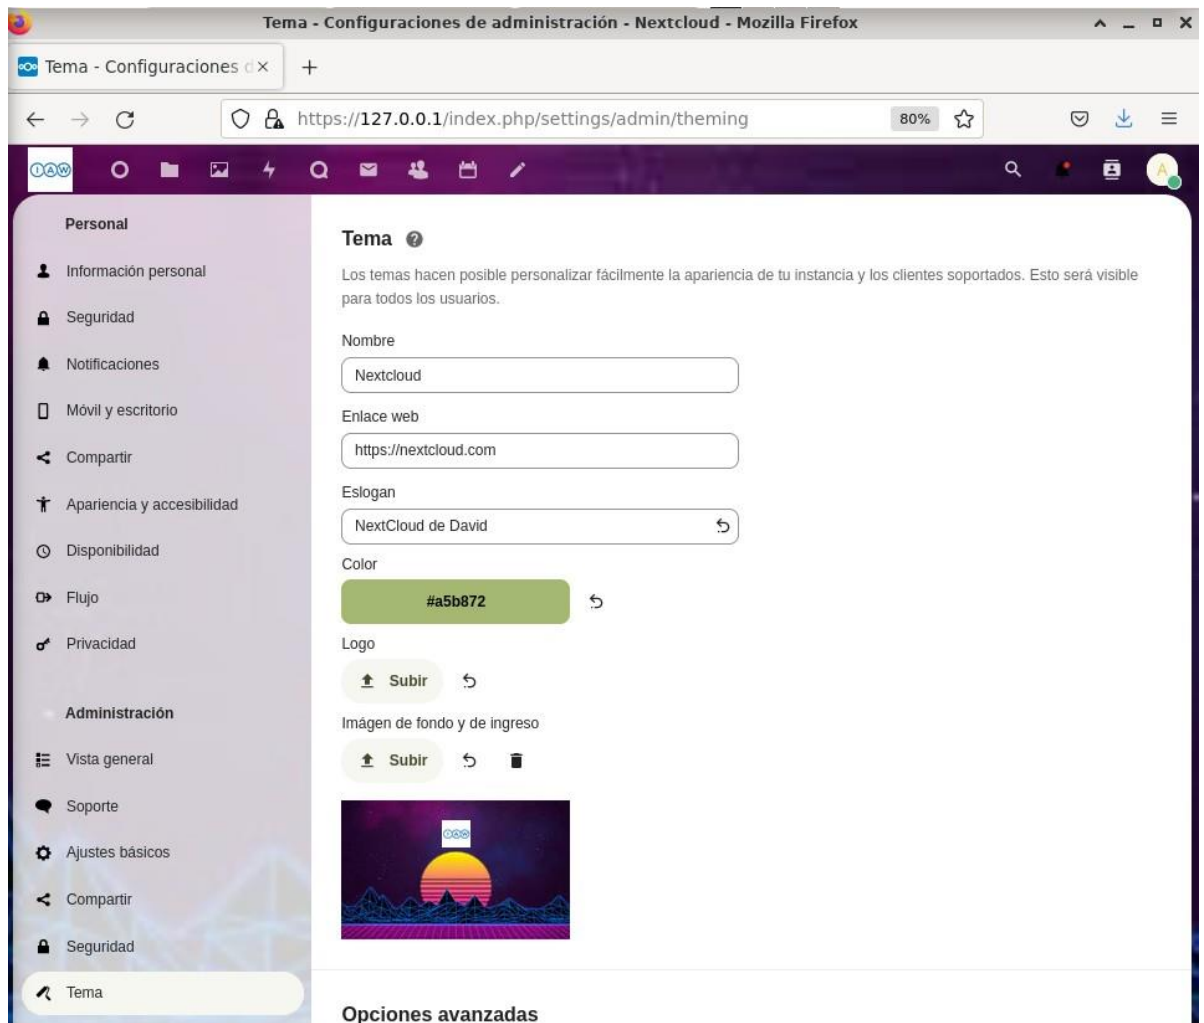 Tema - Configuraciones de administración - Nextcloud - Mozilla Firefox
Tema - Configuraciones d
https://127.0.0.1/index.php/settings/admin/theming
80%
IAW
A
Personal
Información personal
Seguridad
Notificaciones
Móvil y escritorio
Compartir
Apariencia y accesibilidad
Disponibilidad
Flujo
Privacidad
Administración
Vista general
Soporte
Ajustes básicos
Compartir
Seguridad
Tema
Tema
Los temas hacen posible personalizar fácilmente la apariencia de tu instancia y los clientes soportados. Esto será visible
para todos los usuarios.
Nombre
Nextcloud
Enlace web
https://nextcloud.com
Eslogan
NextCloud de David
Color
#a5b872
Logo
Subir
Imágen de fondo y de ingreso
Subir
IAW
Opciones avanzadas